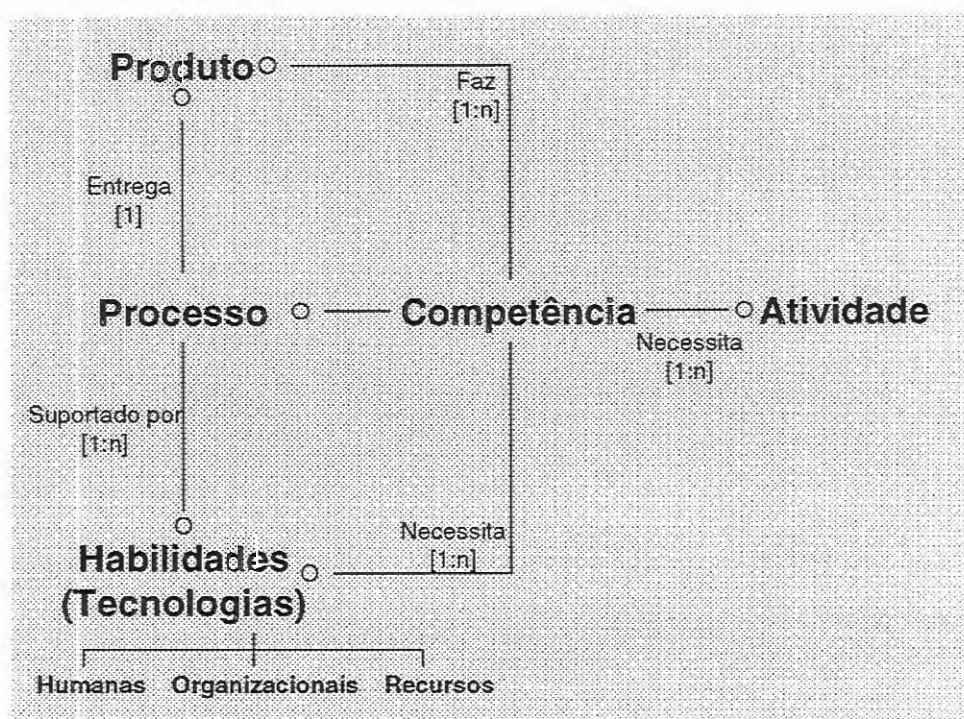 Produto
Faz
[1:n]
Entrega
[1]
Processo
Competência
Atividade
Necessita
[1:n]
Suportado por
[1:n]
Necessita
[1:n]
Habilidades
(Tecnologias)
Humanas Organizacionais Recursos